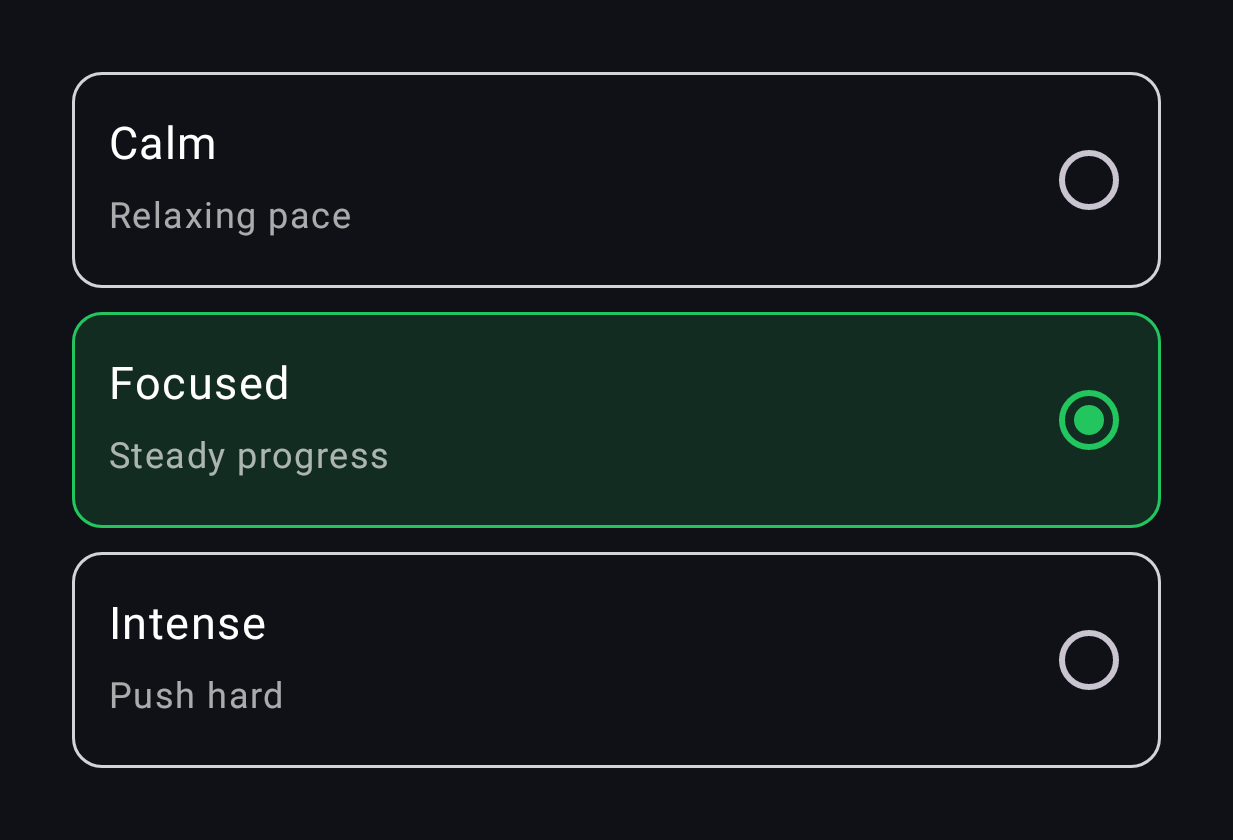 Calm
Relaxing pace
Focused
Steady progress
Intense
Push hard